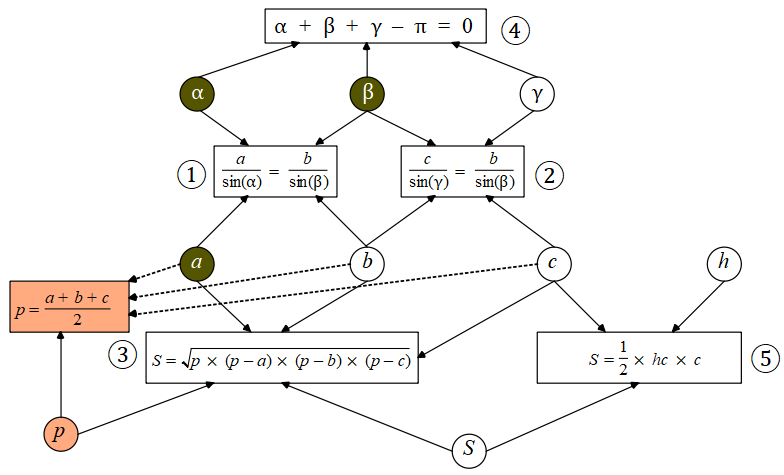 α + β + γ – π = 0 ④
α β γ
① a/sin(α) = b/sin(β) c/sin(γ) = b/sin(β) ②
a b c h
p = a + b + c / 2
③ S = √p × (p – a) × (p – b) × (p – c) S = 1/2 × hc × c ⑤
p S